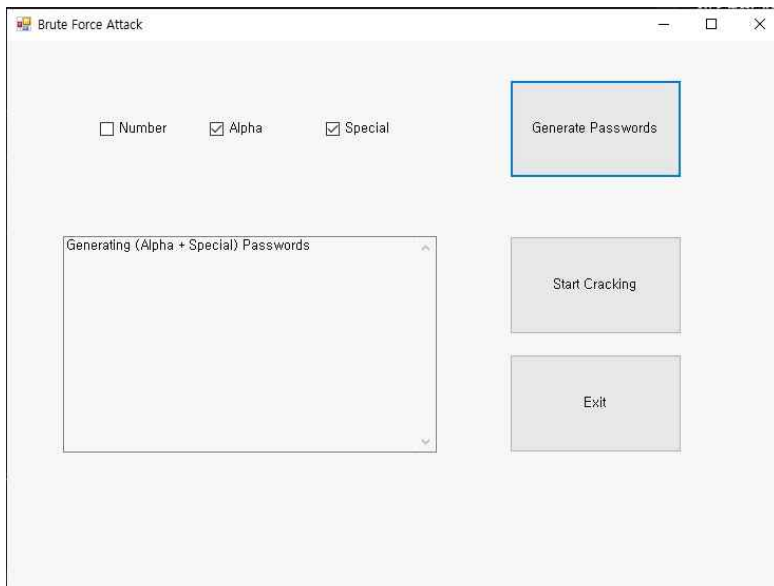 Brute Force Attack
Number Alpha Special
Generate Passwords
Generating (Alpha + Special) Passwords
Start Cracking
Exit